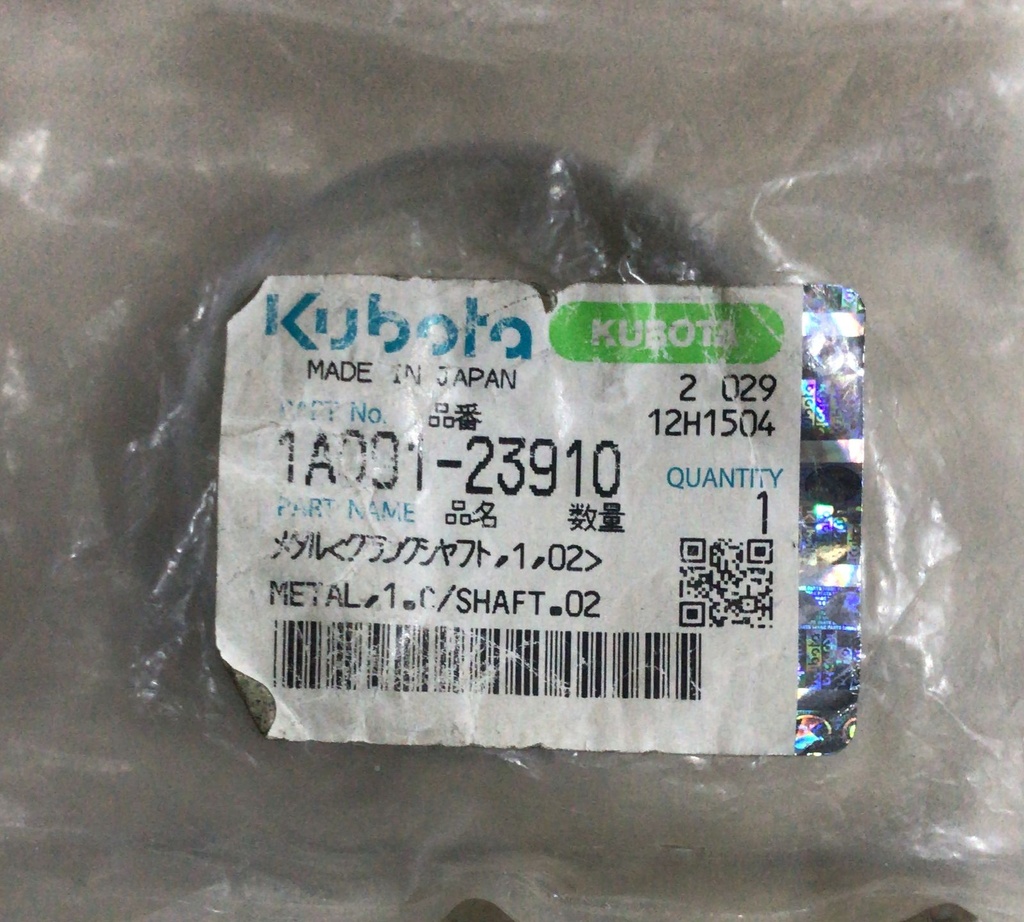 Kubota KUBOTA
MADE IN JAPAN 2 029
PART No. 品番 12H1504
1A091-23910 QUANTITY
PART NAME 品名 数量 1
メタル<クランクシャフト,1,02>
METAL,1.C/SHAFT.02